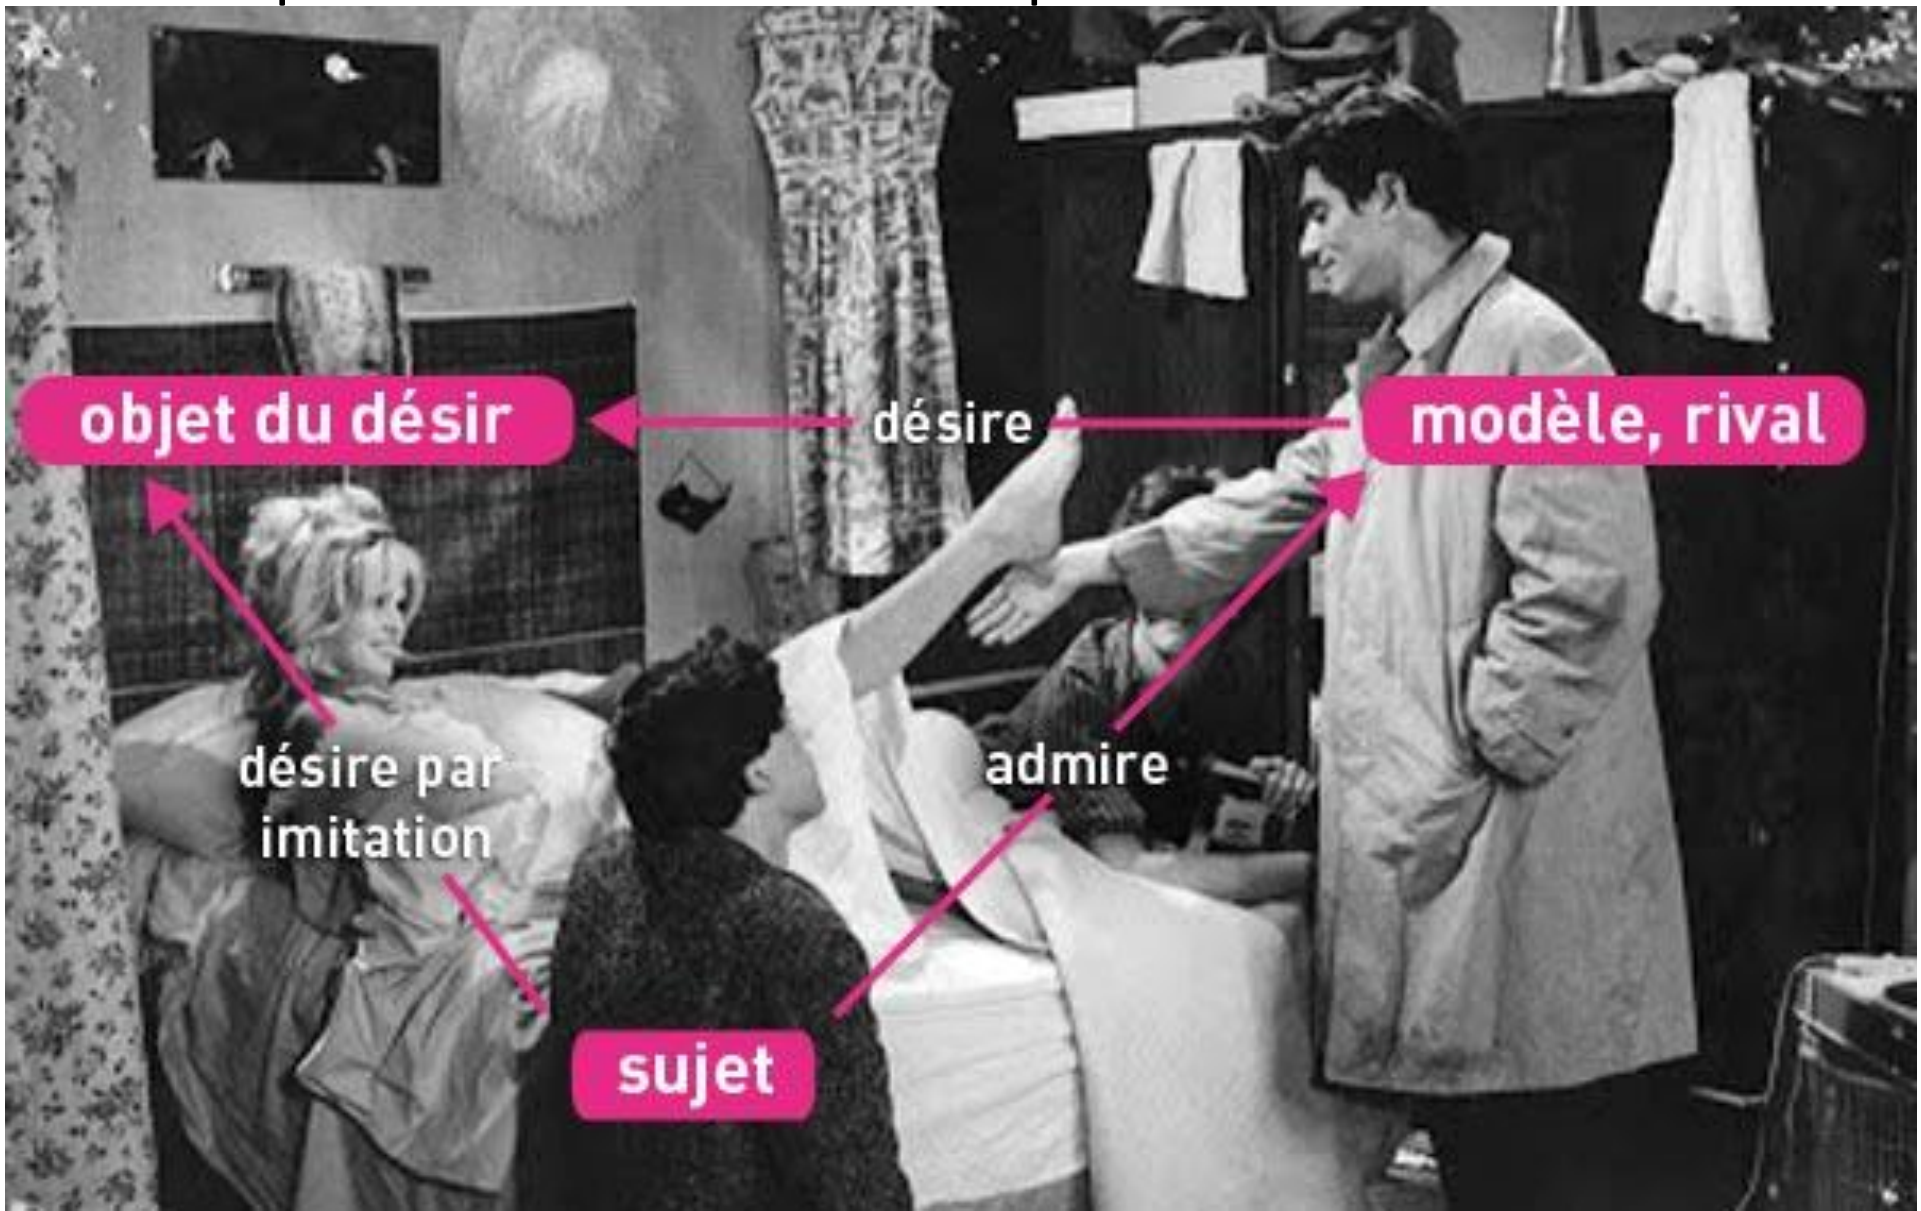 objet du désir
désire
modèle, rival
désire par
imitation
admire
sujet